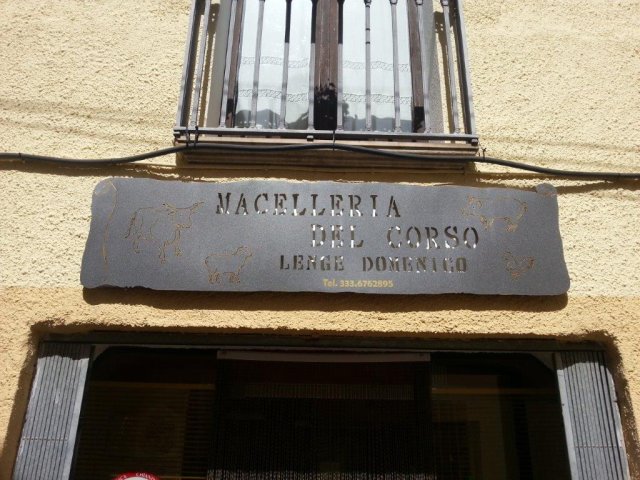 MACELLERIA
DEL CORSO
LENGE DOMENICO
Tel. 333.6762895